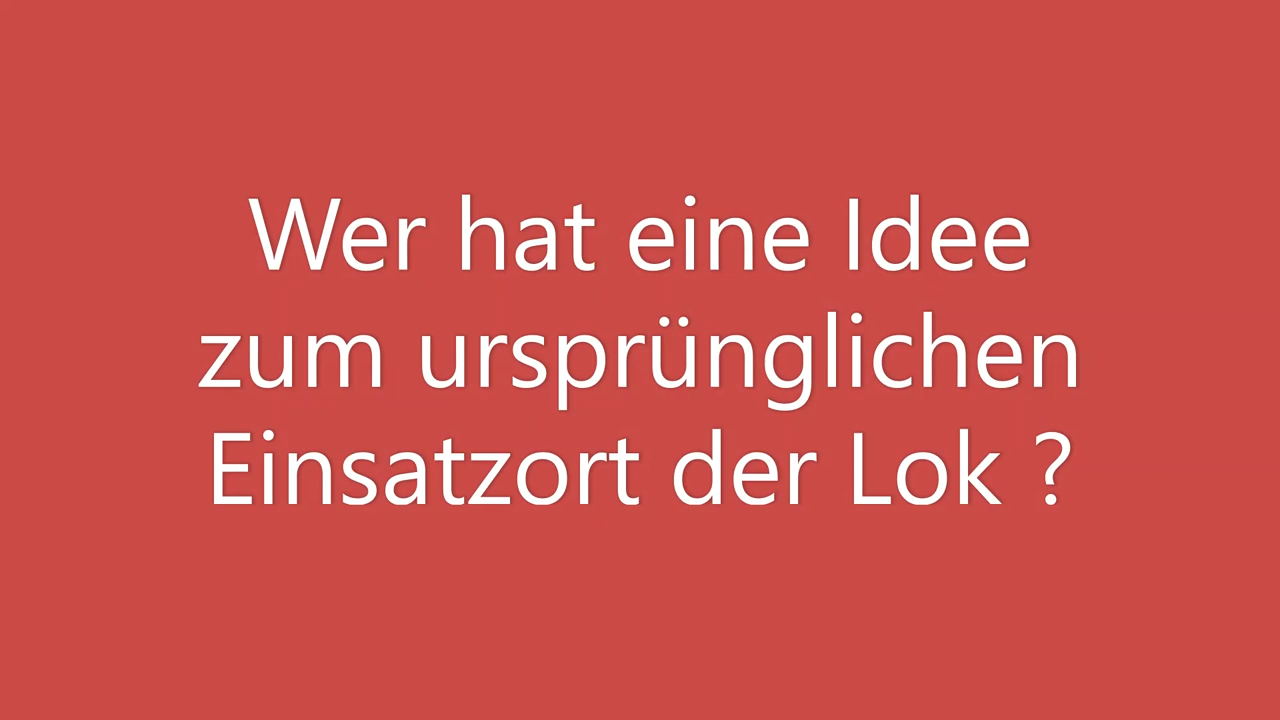 Wer hat eine Idee
zum ursprünglichen
Einsatzort der Lok ?